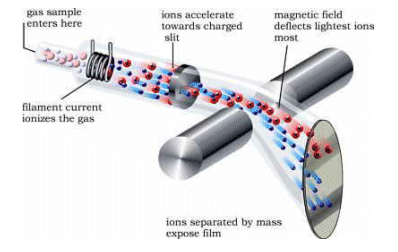 gas sample
enters here
ions accelerate
towards charged
slit
magnetic field
deflects lightest ions
most
filament current
ionizes the gas
ions separated by mass
expose film